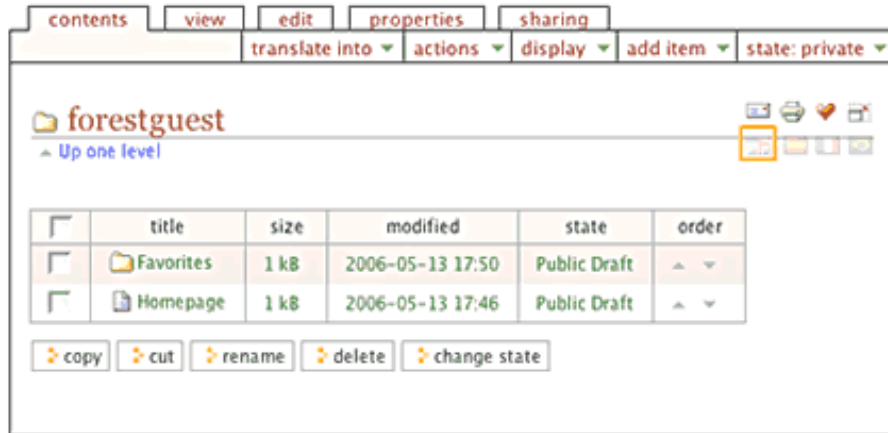 contents view edit properties sharing
translate into actions display add item state: private
forestguest
Up one level
title size modified state order
Favorites 1 kB 2006-05-13 17:50 Public Draft
Homepage 1 kB 2006-05-13 17:46 Public Draft
copy cut rename delete change state